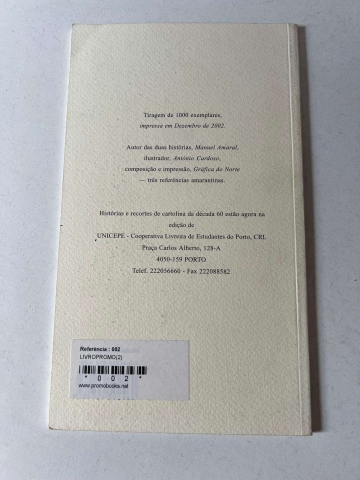 Tiragem de 1000 exemplares,
impressa em Dezembro de 2002.
Autor das duas histórias, Manuel Amaral,
ilustrador, António Cardoso,
composição e impressão, Gráfica do Norte
— três referências amarantinas.
Histórias e recortes de cartolina da década 60 estão agora na
edição de
UNICEPE - Cooperativa Livreira de Estudantes do Porto, CRL
Praça Carlos Alberto, 128-A
4050-159 PORTO
Telef. 222056660 - Fax 222088582
Referência : 002
LIVROPROMO(2)
* 0 0 2 *
www.promobooks.net